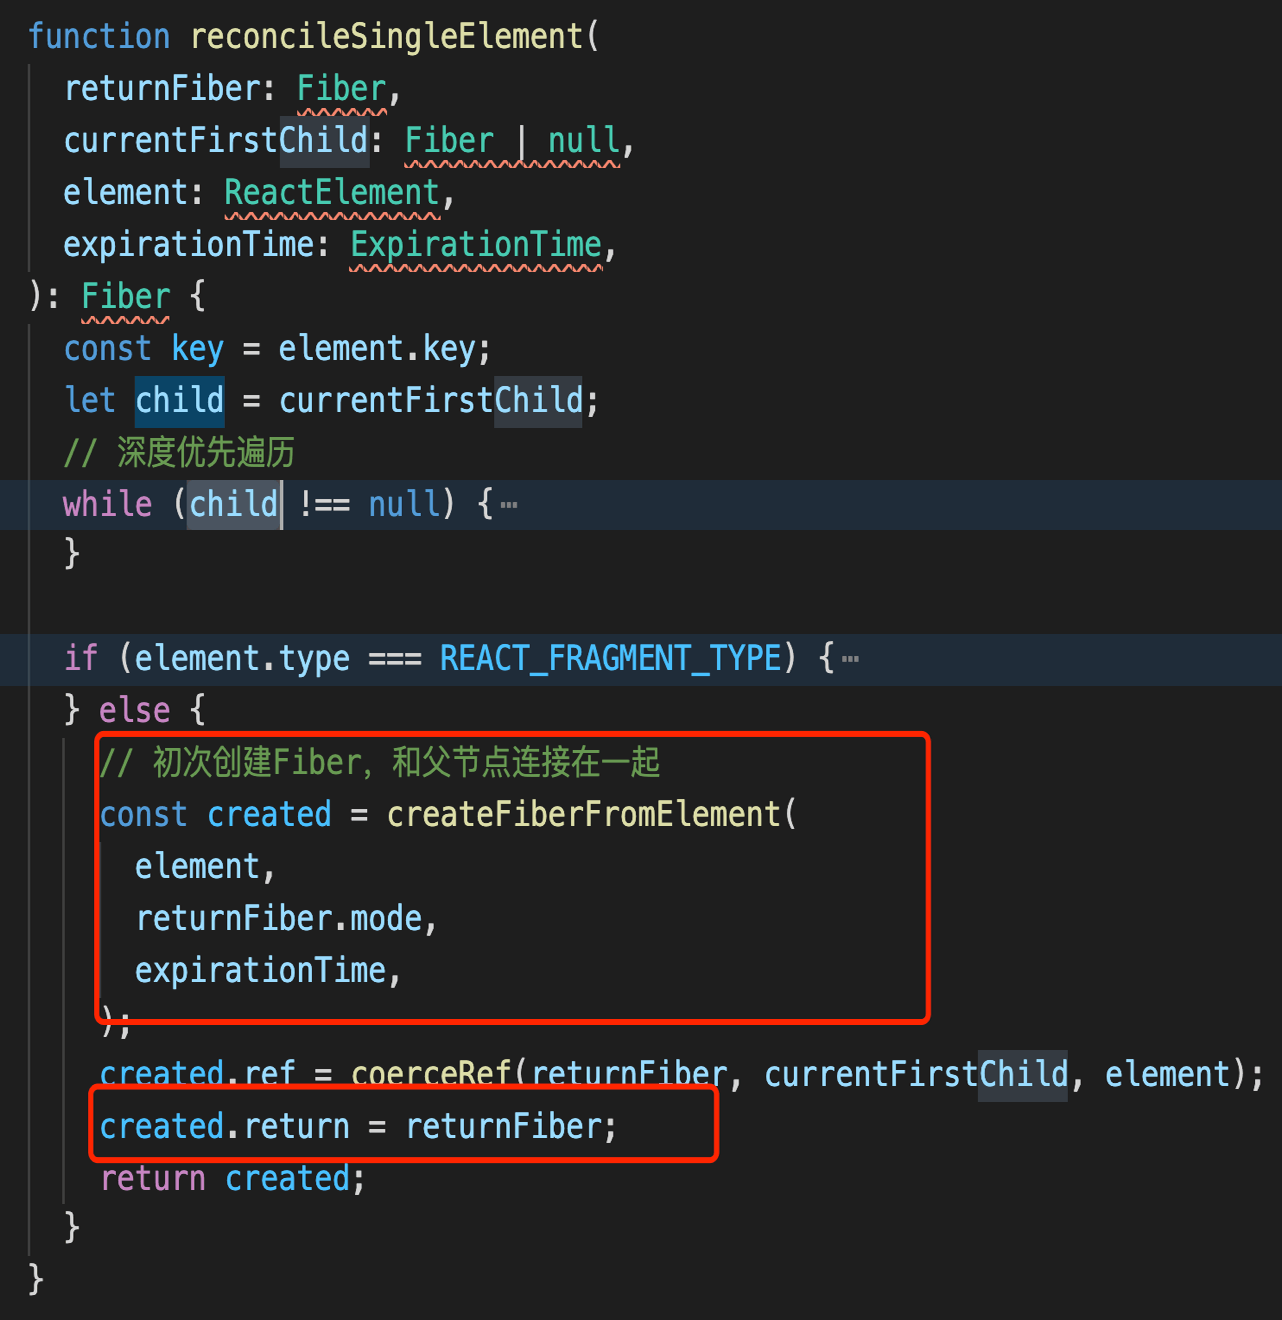 function reconcileSingleElement(
returnFiber: Fiber,
currentFirstChild: Fiber | null,
element: ReactElement,
expirationTime: ExpirationTime,
): Fiber {
const key = element.key;
let child = currentFirstChild;
// 深度优先遍历
while (child !== null) {⋯
}
if (element.type === REACT_FRAGMENT_TYPE) {⋯
} else {
// 初次创建Fiber，和父节点连接在一起
const created = createFiberFromElement(
element,
returnFiber.mode,
expirationTime,
);
created.ref = coerceRef(returnFiber, currentFirstChild, element);
created.return = returnFiber;
return created;
}
}